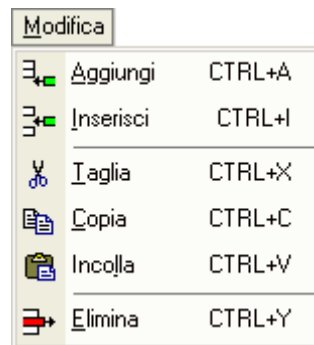 Modifica
Aggiungi CTRL+A
Inserisci CTRL+I
Taglia CTRL+X
Copia CTRL+C
Incolla CTRL+V
Elimina CTRL+Y